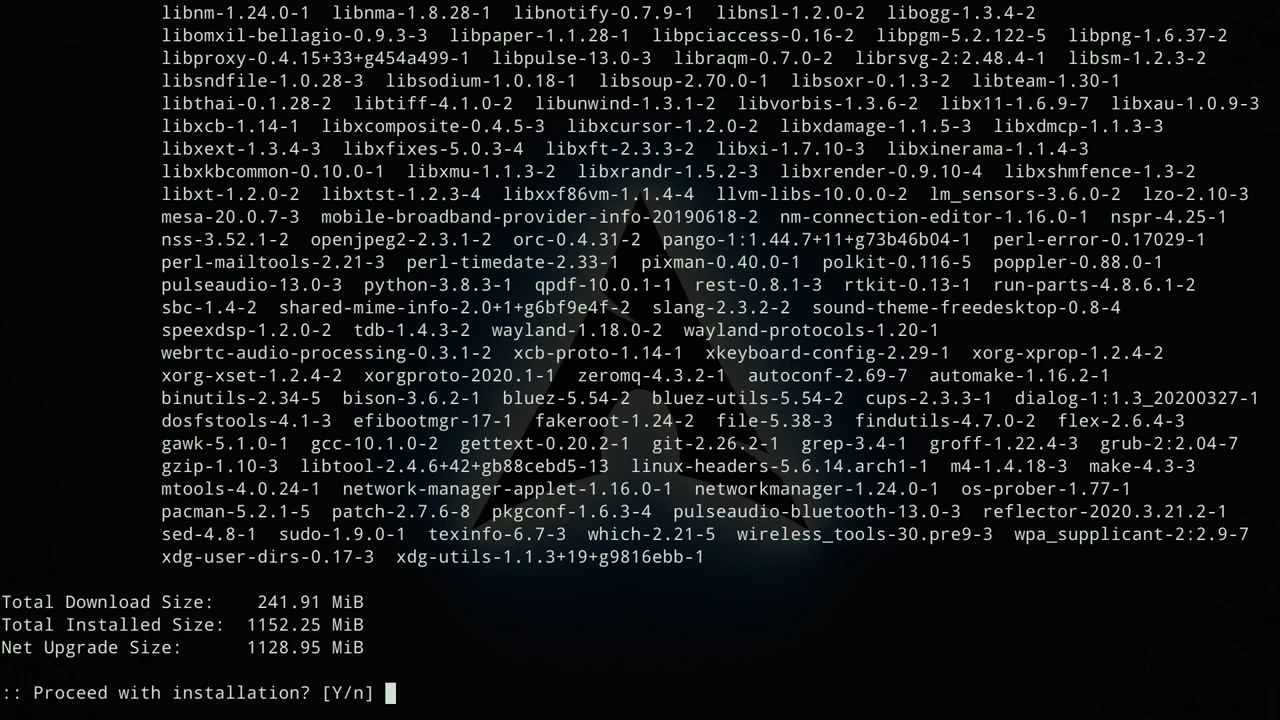 libnm-1.24.0-1  libnma-1.8.28-1  libnotify-0.7.9-1  libnsl-1.2.0-2  libogg-1.3.4-2
libomxil-bellagio-0.9.3-3  libpaper-1.1.28-1  libpciaccess-0.16-2  libpgm-5.2.122-5  libpng-1.6.37-2
libproxy-0.4.15+33+g454a499-1  libpulse-13.0-3  libraqm-0.7.0-2  librsvg-2:2.48.4-1  libsm-1.2.3-2
libsndfile-1.0.28-3  libsodium-1.0.18-1  libsoup-2.70.0-1  libsoxr-0.1.3-2  libteam-1.30-1
libthai-0.1.28-2  libtiff-4.1.0-2  libunwind-1.3.1-2  libvorbis-1.3.6-2  libx11-1.6.9-7  libxau-1.0.9-3
libxcb-1.14-1  libxcomposite-0.4.5-3  libxcursor-1.2.0-2  libxdamage-1.1.5-3  libxdmcp-1.1.3-3
libxext-1.3.4-3  libxfixes-5.0.3-4  libxft-2.3.3-2  libxi-1.7.10-3  libxinerama-1.1.4-3
libxkbcommon-0.10.0-1  libxmu-1.1.3-2  libxrandr-1.5.2-3  libxrender-0.9.10-4  libxshmfence-1.3-2
libxt-1.2.0-2  libxtst-1.2.3-4  libxxf86vm-1.1.4-4  llvm-libs-10.0.0-2  lm_sensors-3.6.0-2  lzo-2.10-3
mesa-20.0.7-3  mobile-broadband-provider-info-20190618-2  nm-connection-editor-1.16.0-1  nspr-4.25-1
nss-3.52.1-2  openjpeg2-2.3.1-2  orc-0.4.31-2  pango-1:1.44.7+11+g73b46b04-1  perl-error-0.17029-1
perl-mailtools-2.21-3  perl-timedate-2.33-1  pixman-0.40.0-1  polkit-0.116-5  poppler-0.88.0-1
pulseaudio-13.0-3  python-3.8.3-1  qpdf-10.0.1-1  rest-0.8.1-3  rtkit-0.13-1  run-parts-4.8.6.1-2
sbc-1.4-2  shared-mime-info-2.0+1+g6bf9e4f-2  slang-2.3.2-2  sound-theme-freedesktop-0.8-4
speexdsp-1.2.0-2  tdb-1.4.3-2  wayland-1.18.0-2  wayland-protocols-1.20-1
webrtc-audio-processing-0.3.1-2  xcb-proto-1.14-1  xkeyboard-config-2.29-1  xorg-xprop-1.2.4-2
xorg-xset-1.2.4-2  xorgproto-2020.1-1  zeromq-4.3.2-1  autoconf-2.69-7  automake-1.16.2-1
binutils-2.34-5  bison-3.6.2-1  bluez-5.54-2  bluez-utils-5.54-2  cups-2.3.3-1  dialog-1:1.3_20200327-1
dosfstools-4.1-3  efibootmgr-17-1  fakeroot-1.24-2  file-5.38-3  findutils-4.7.0-2  flex-2.6.4-3
gawk-5.1.0-1  gcc-10.1.0-2  gettext-0.20.2-1  git-2.26.2-1  grep-3.4-1  groff-1.22.4-3  grub-2:2.04-7
gzip-1.10-3  libtool-2.4.6+42+gb88cebd5-13  linux-headers-5.6.14.arch1-1  m4-1.4.18-3  make-4.3-3
mtools-4.0.24-1  network-manager-applet-1.16.0-1  networkmanager-1.24.0-1  os-prober-1.77-1
pacman-5.2.1-5  patch-2.7.6-8  pkgconf-1.6.3-4  pulseaudio-bluetooth-13.0-3  reflector-2020.3.21.2-1
sed-4.8-1  sudo-1.9.0-1  texinfo-6.7-3  which-2.21-5  wireless_tools-30.pre9-3  wpa_supplicant-2:2.9-7
xdg-user-dirs-0.17-3  xdg-utils-1.1.3+19+g9816ebb-1
Total Download Size:    241.91 MiB
Total Installed Size:  1152.25 MiB
Net Upgrade Size:      1128.95 MiB
:: Proceed with installation? [Y/n]